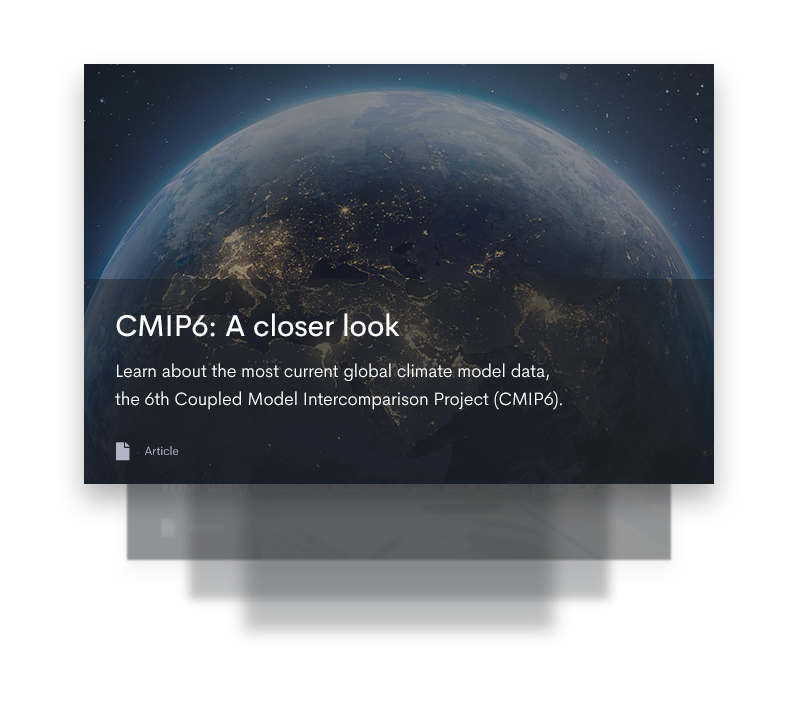 CMIP6: A closer look
Learn about the most current global climate model data,
the 6th Coupled Model Intercomparison Project (CMIP6).
Article